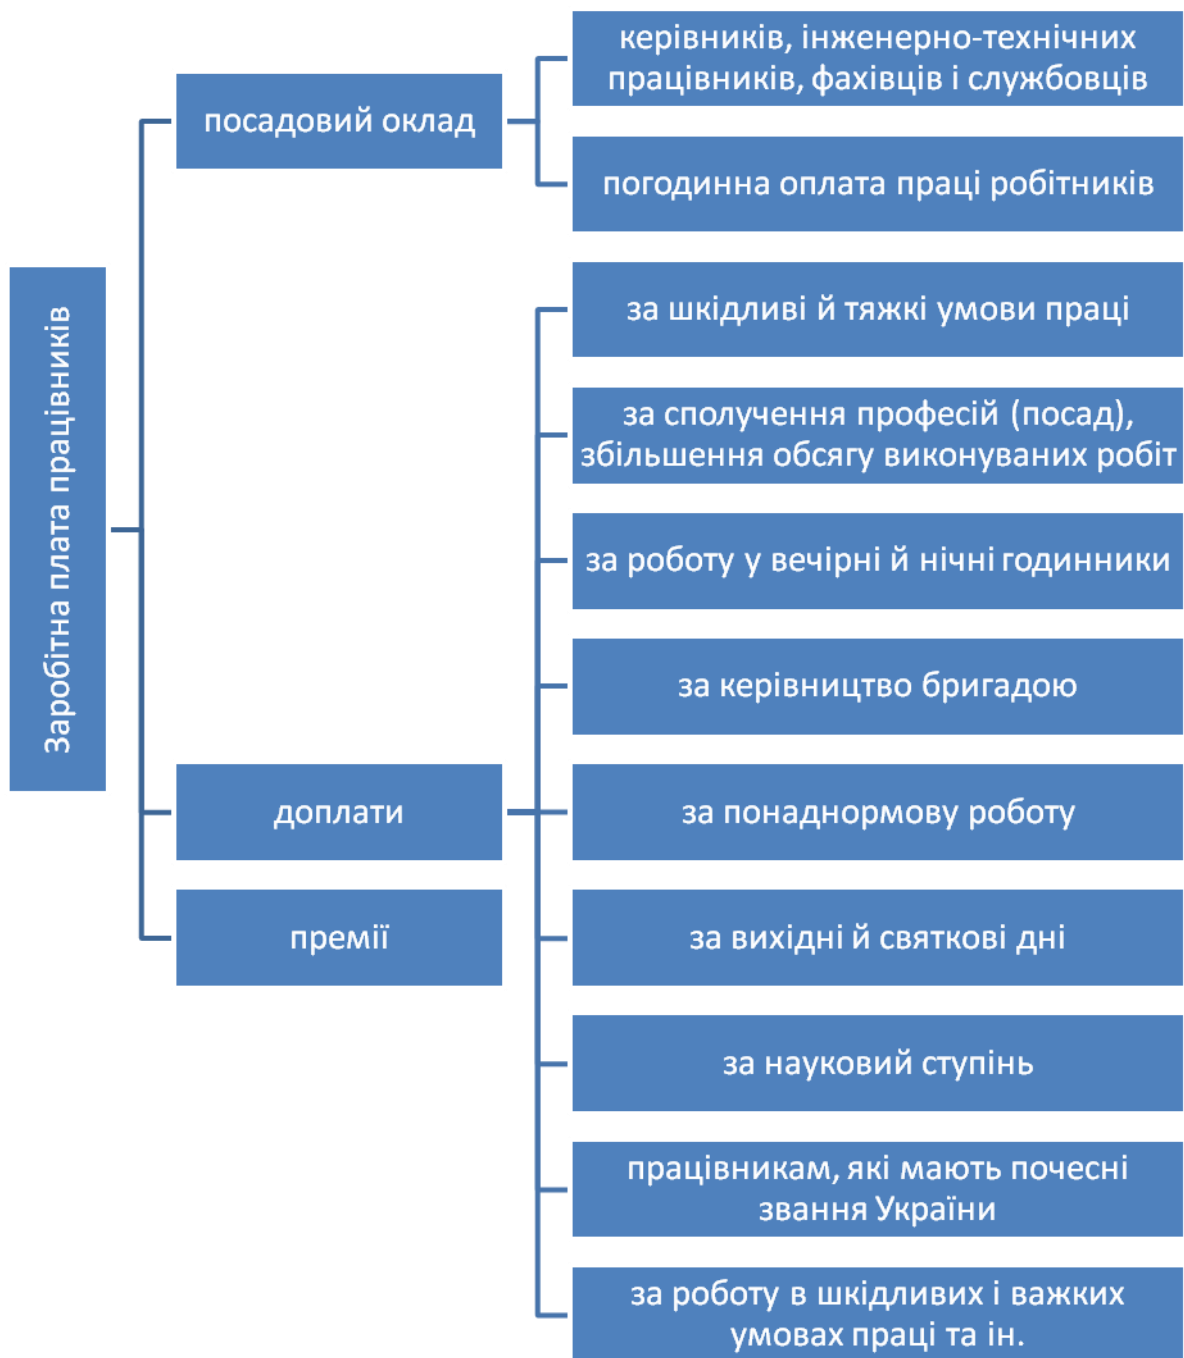 Заробітна плата працівників
посадовий оклад
керівників, інженерно-технічних
працівників, фахівців і службовців
погодинна оплата праці робітників
доплати
за шкідливі й тяжкі умови праці
за сполучення професій (посад),
збільшення обсягу виконуваних робіт
за роботу у вечірні й нічні годинники
за керівництво бригадою
за понаднормову роботу
за вихідні й святкові дні
за науковий ступінь
працівникам, які мають почесні
звання України
за роботу в шкідливих і важких
умовах праці та ін.
премії